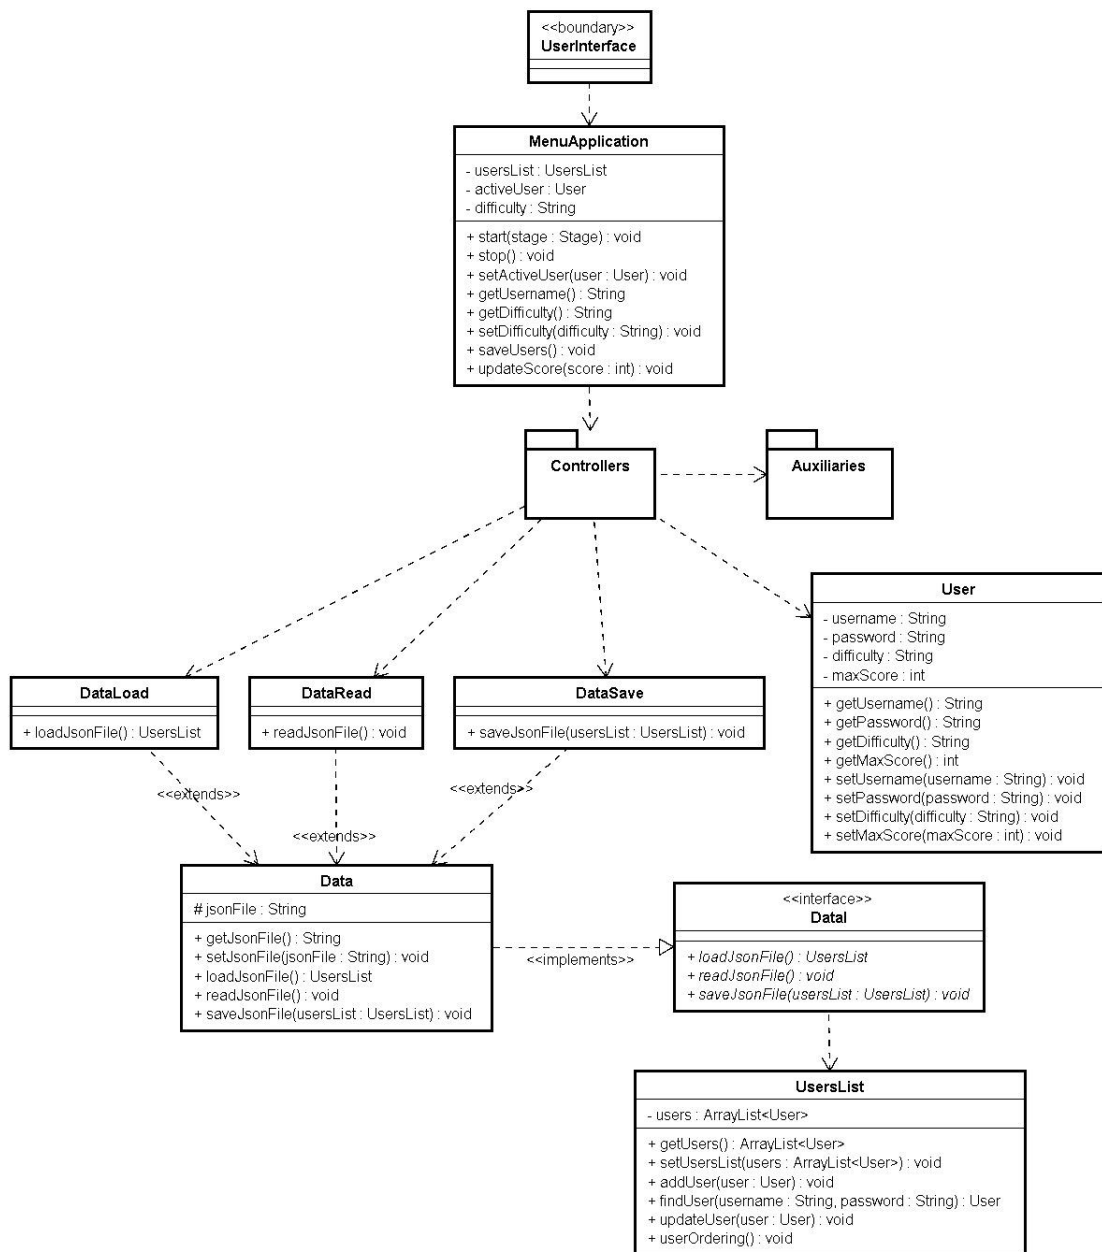 <<boundary>>
UserInterface
MenuApplication
- usersList : UsersList
- activeUser : User
- difficulty : String
+ start(stage : Stage) : void
+ stop() : void
+ setActiveUser(user : User) : void
+ getUsername() : String
+ getDifficulty() : String
+ setDifficulty(difficulty : String) : void
+ saveUsers() : void
+ updateScore(score : int) : void
Controllers
Auxiliaries
User
- username : String
- password : String
- difficulty : String
- maxScore : int
+ getUsername() : String
+ getPassword() : String
+ getDifficulty() : String
+ getMaxScore() : int
+ setUsername(username : String) : void
+ setPassword(password : String) : void
+ setDifficulty(difficulty : String) : void
+ setMaxScore(maxScore : int) : void
DataLoad
+ loadJsonFile() : UsersList
DataRead
+ readJsonFile() : void
DataSave
+ saveJsonFile(usersList : UsersList) : void
<<extends>>
<<extends>>
<<extends>>
Data
# jsonFile : String
+ getJsonFile() : String
+ setJsonFile(jsonFile : String) : void
+ loadJsonFile() : UsersList
+ readJsonFile() : void
+ saveJsonFile(usersList : UsersList) : void
<<implements>>
<<interface>>
DataI
+ loadJsonFile() : UsersList
+ readJsonFile() : void
+ saveJsonFile(usersList : UsersList) : void
UsersList
- users : ArrayList<User>
+ getUsers() : ArrayList<User>
+ setUsersList(users : ArrayList<User>) : void
+ addUser(user : User) : void
+ findUser(username : String, password : String) : User
+ updateUser(user : User) : void
+ userOrdering() : void